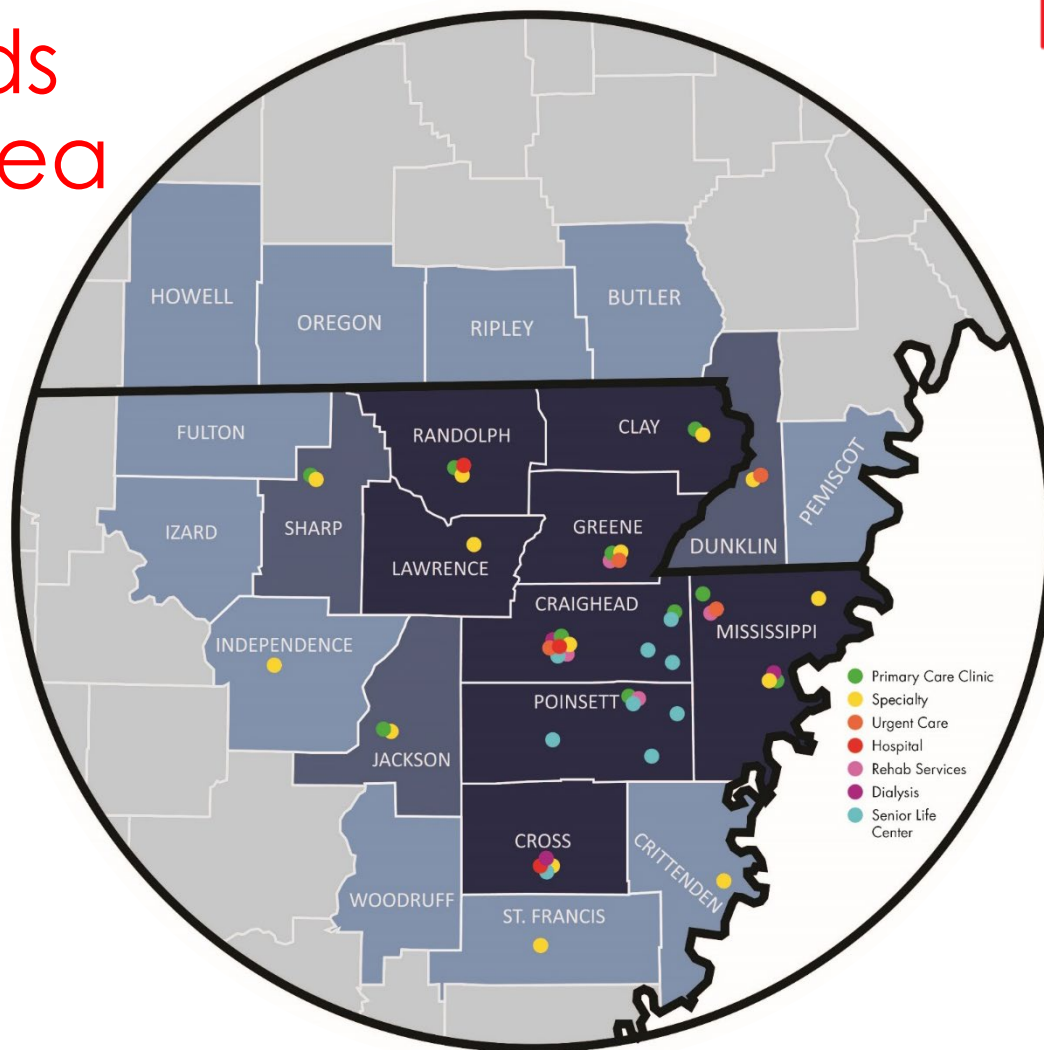 ds
ea
HOWELL
OREGON
RIPLEY
BUTLER
FULTON
RANDOLPH
CLAY
IZARD
SHARP
LAWRENCE
GREENE
DUNKLIN
PEMISCOT
CRAIGHEAD
MISSISSIPPI
INDEPENDENCE
POINSETT
JACKSON
CROSS
CRITTENDEN
WOODRUFF
ST. FRANCIS
Primary Care Clinic
Specialty
Urgent Care
Hospital
Rehab Services
Dialysis
Senior Life
Center